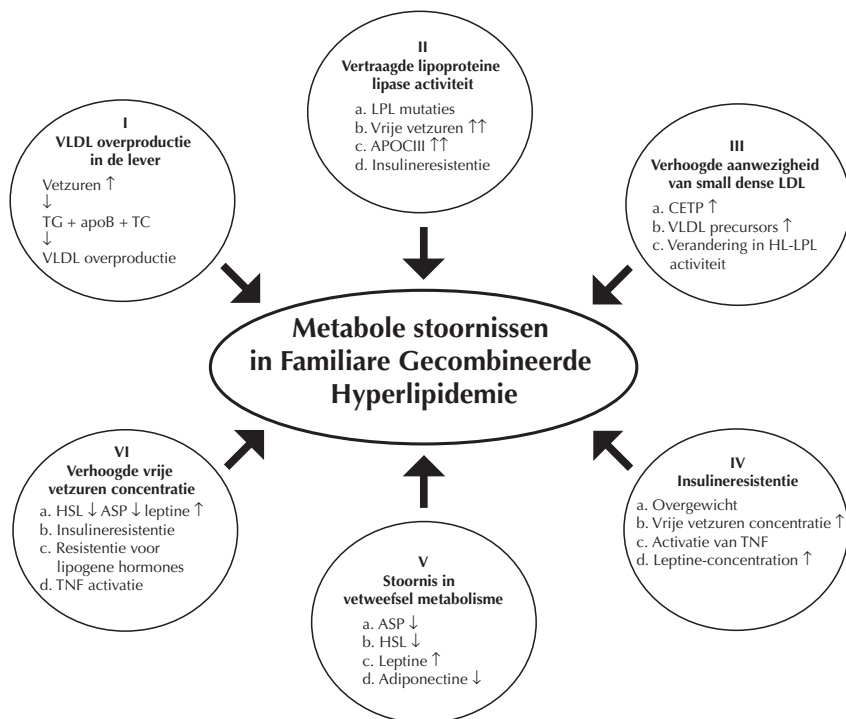 I
VLDL overproductie
in de lever
Vetzuren ↑
↓
TG + apoB + TC
↓
VLDL overproductie
II
Vertraagde lipoproteine
lipase activiteit
a. LPL mutaties
b. Vrije vetzuren ↑↑
c. APOCIII ↑↑
d. Insulineresistentie
III
Verhoogde aanwezigheid
van small dense LDL
a. CETP ↑
b. VLDL precursors ↑
c. Verandering in HL-LPL
activiteit
Metabole stoornissen
in Familiare Gecombineerde
Hyperlipidemie
IV
Insulineresistentie
a. Overgewicht
b. Vrije vetzuren concentratie ↑
c. Activatie van TNF
d. Leptine-concentration ↑
V
Stoornis in
vetweefsel metabolisme
a. ASP ↓
b. HSL ↓
c. Leptine ↑
d. Adiponectine ↓
VI
Verhoogde vrije
vetzuren concentratie
a. HSL ↓ ASP ↓ leptine ↑
b. Insulineresistentie
c. Resistentie voor
lipogene hormones
d. TNF activatie